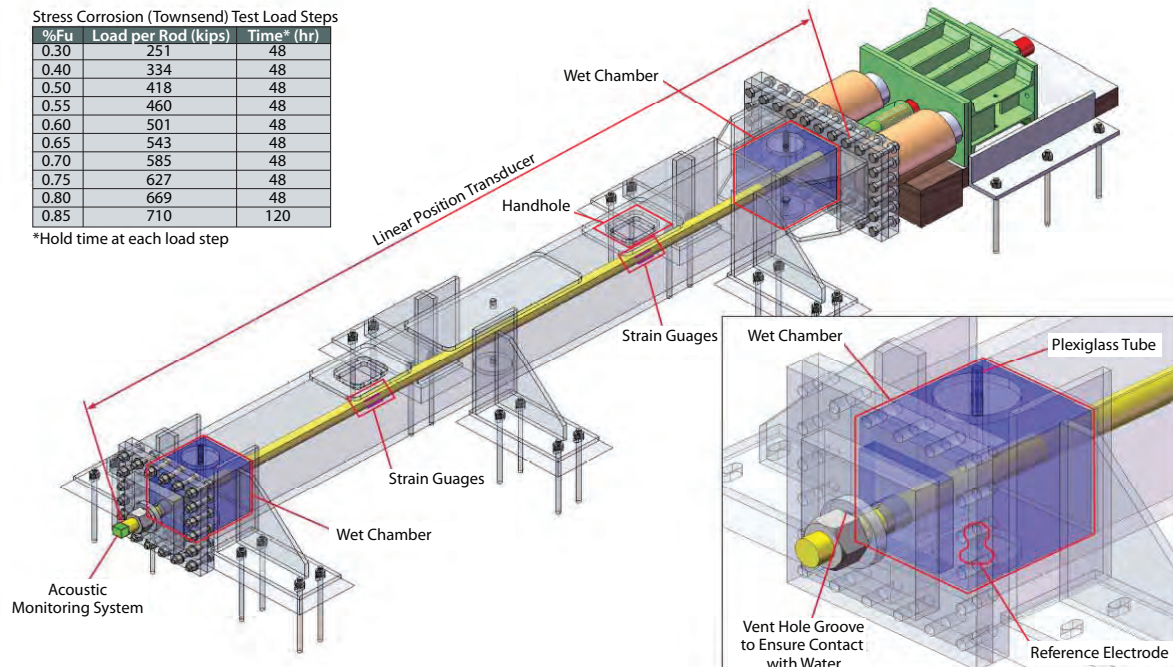 Stress Corrosion (Townsend) Test Load Steps
%Fu Load per Rod (kips) Time* (hr)
0.30 251 48
0.40 334 48
0.50 418 48
0.55 460 48
0.60 501 48
0.65 543 48
0.70 585 48
0.75 627 48
0.80 669 48
0.85 710 120
*Hold time at each load step
Wet Chamber
Linear Position Transducer
Handhole
Strain Guages
Strain Guages
Wet Chamber
Acoustic
Monitoring System
Wet Chamber
Plexiglass Tube
Vent Hole Groove
to Ensure Contact
with Water
Reference Electrode